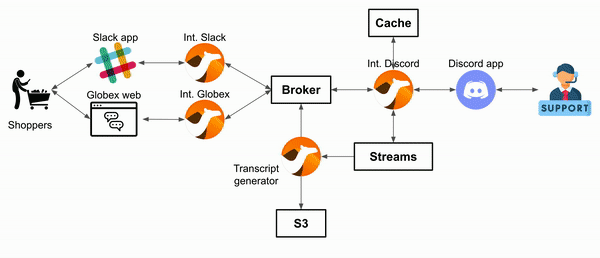 Cache
Slack app
Int. Slack
Int. Discord
Discord app
Globex web
Int. Globex
Broker
Shoppers
SUPPORT
Transcript
generator
Streams
S3